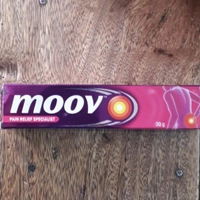 moov
PAIN RELIEF SPECIALIST